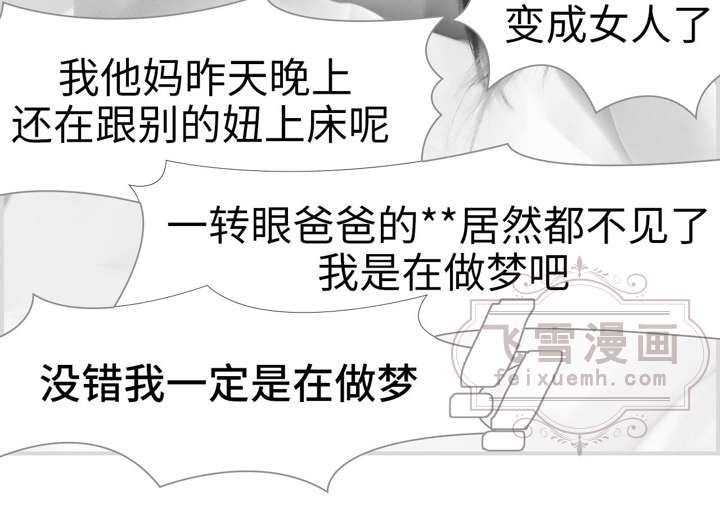 变成女人了
我他妈昨天晚上
还在跟别的妞上床呢
一转眼爸爸的**居然都不见了
我是在做梦吧
没错我一定是在做梦
飞雪漫画
feixuemh.com